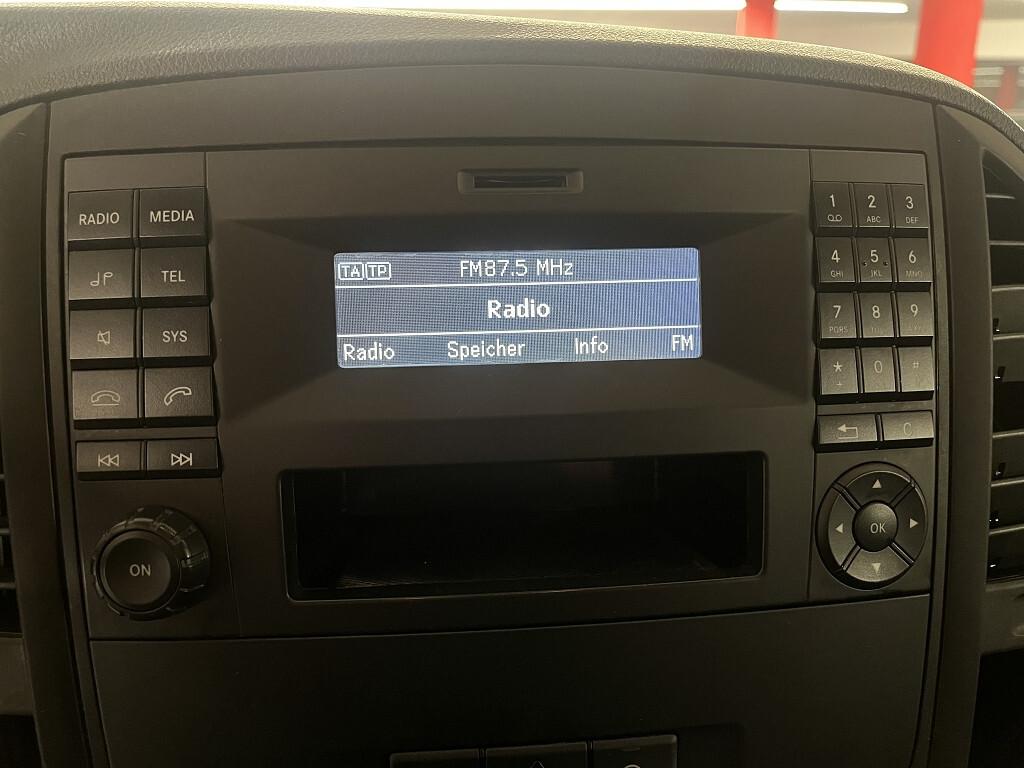 RADIO MEDIA
TEL
SYS
ON
TA TP FM87.5 MHz
Radio
Radio Speicher Info FM
1 2 ABC 3 DEF
4 GHI 5 JKL 6 MNO
7 PQRS 8 TUV 9
* 0 #
C
OK